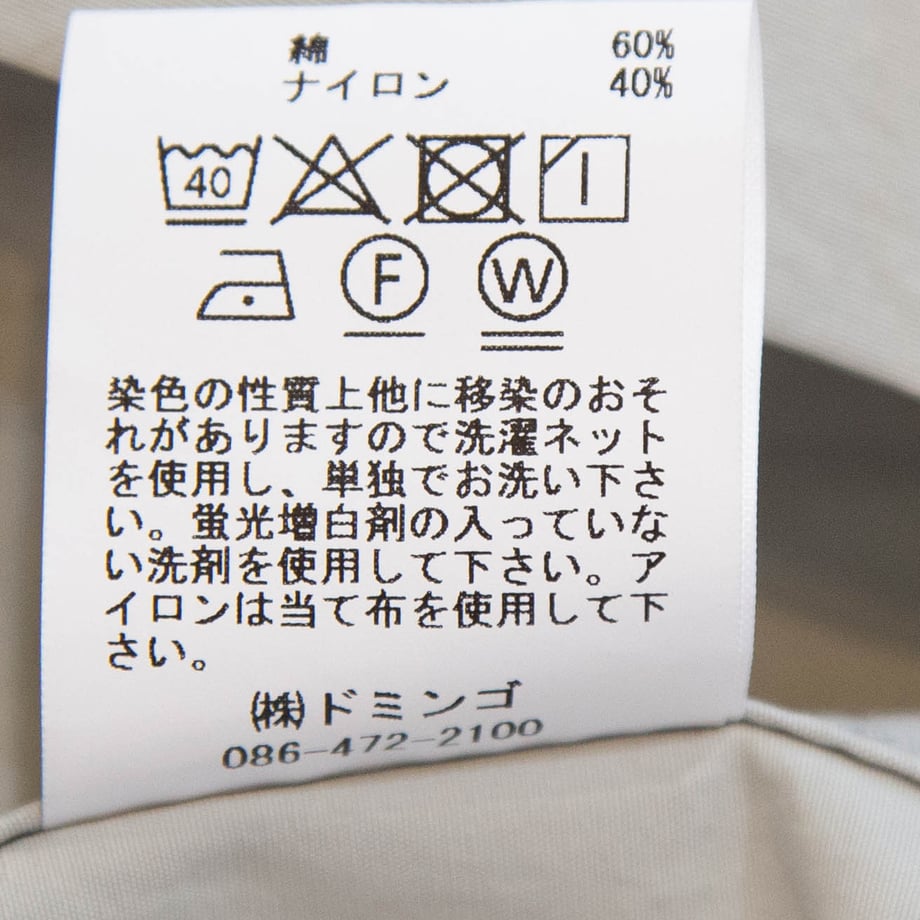 綿 60%
ナイロン 40%
40
F W
染色の性質上他に移染のおそ
れがありますので洗濯ネット
を使用し、単独でお洗い下さ
い。蛍光増白剤の入っていな
い洗剤を使用して下さい。ア
イロンは当て布を使用して下
さい。
㈱ドミンゴ
086-472-2100